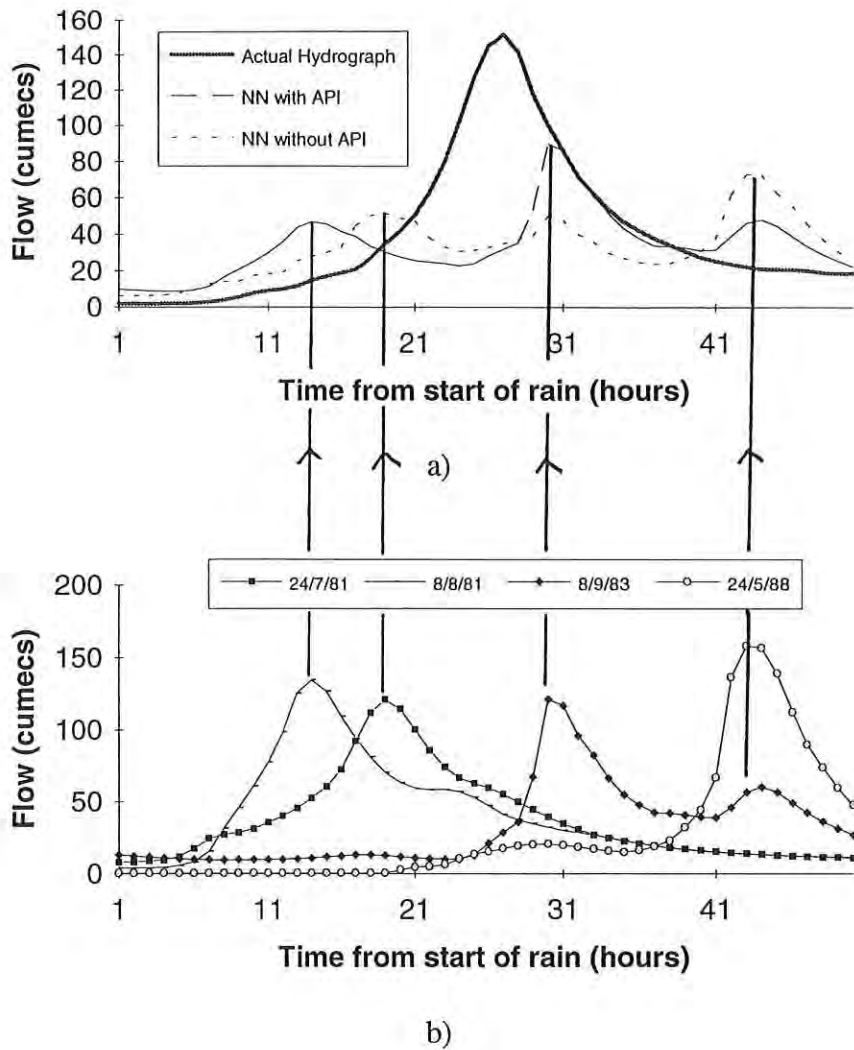 160
140
120
100
80
60
40
20
0
Flow (cumecs)
Actual Hydrograph
NN with API
NN without API
1 11 21 31 41
Time from start of rain (hours)
a)
24/7/81 8/8/81 8/9/83 24/5/88
200
150
100
50
0
Flow (cumecs)
1 11 21 31 41
Time from start of rain (hours)
b)